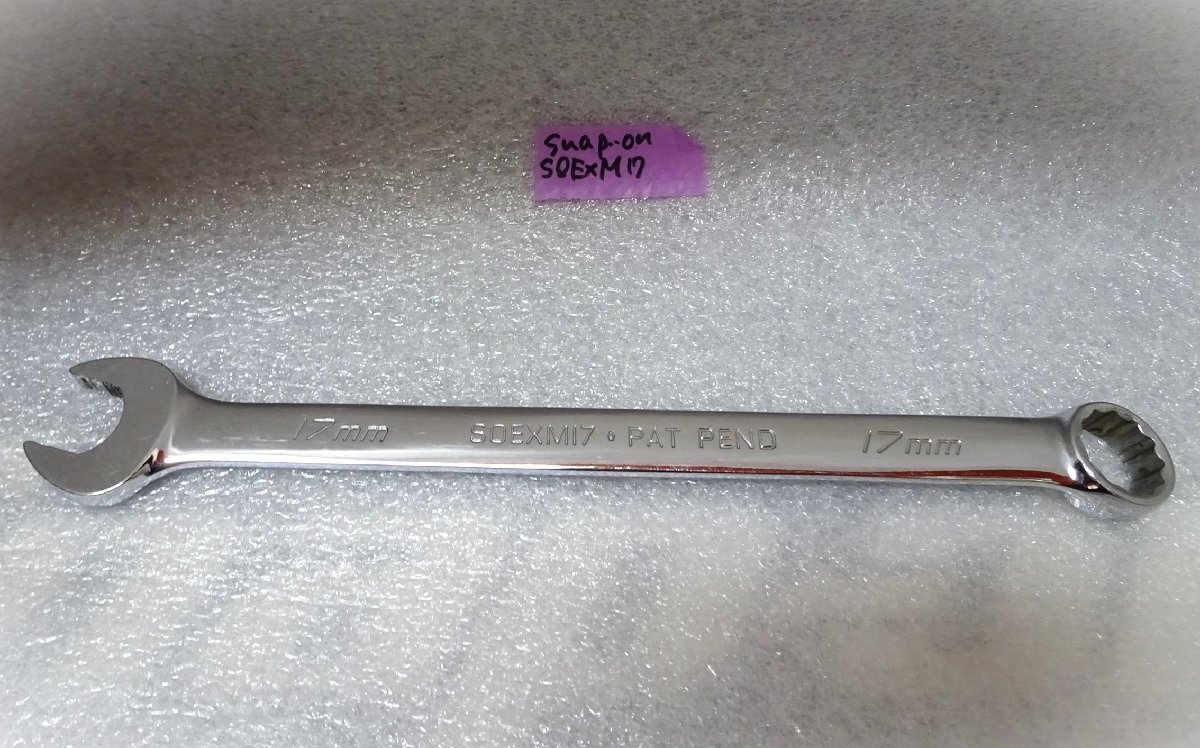 snap-on
SOExM17
17mm SOEXM17 • PAT PEND 17mm